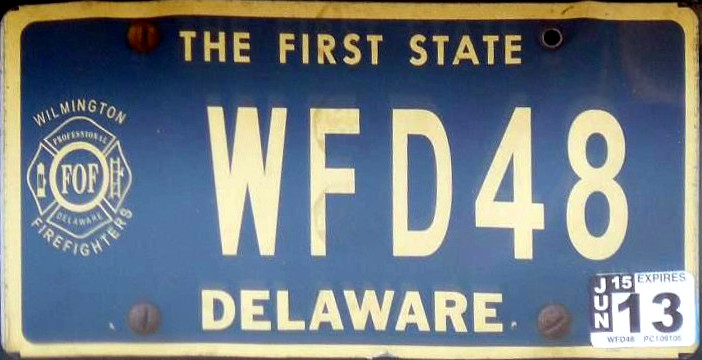 THE FIRST STATE
WILMINGTON
PROFESSIONAL
FOF
DELAWARE
FIREFIGHTERS
WFD48
DELAWARE
JUN 15 EXPIRES
13
WFD48